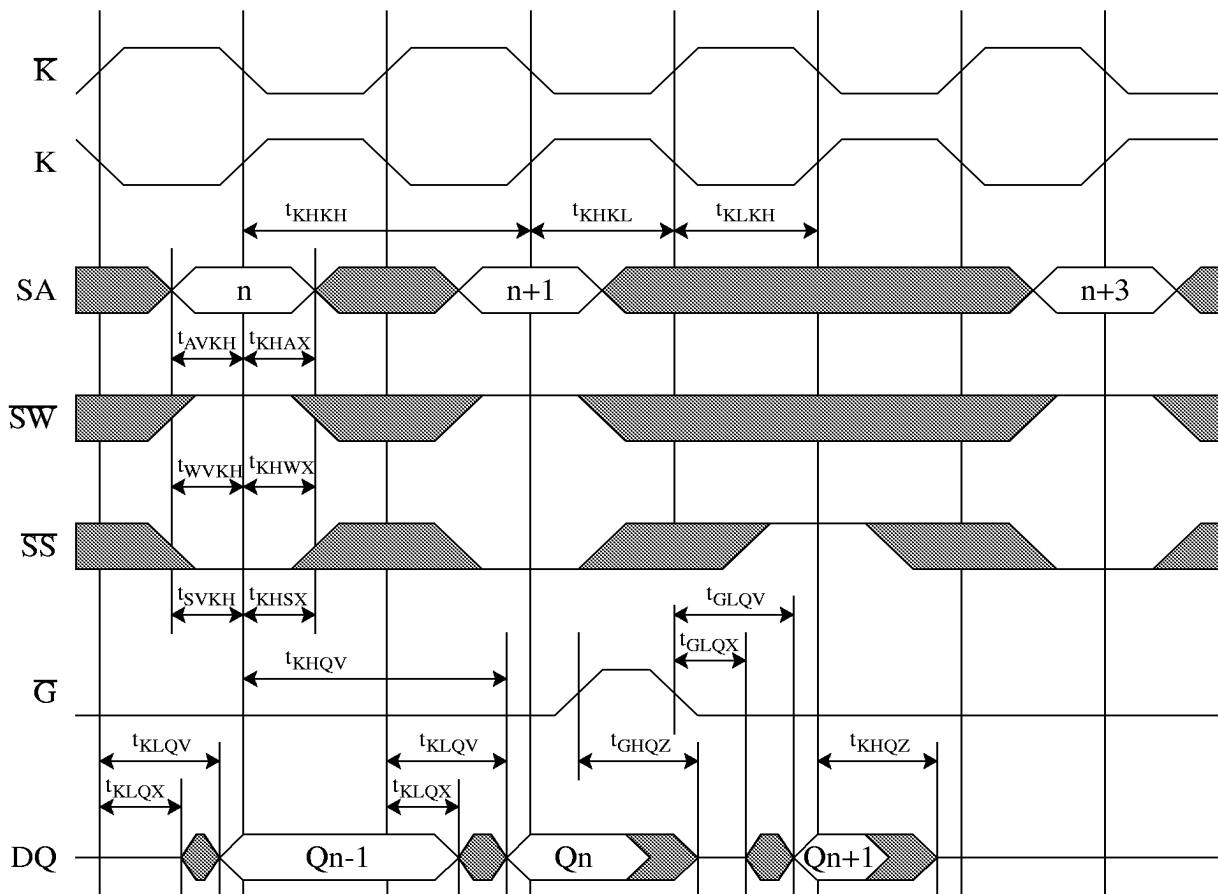 K̅
K
tKHKH tKHKL tKLKH
SA n n+1 n+3
tAVKH tKHAX
S̅W̅
tWVKH tKHWX
S̅S̅
tSVKH tKHSX tGLQV
tGLQX
tKHQV
G̅
tKLQV tKLQV tGHQZ tKHQZ
tKLQX tKLQX
DQ Qn-1 Qn Qn+1